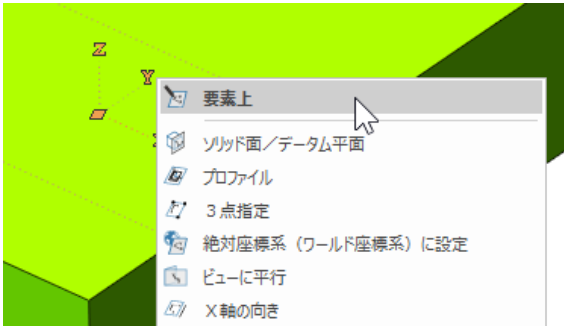 Z
Y
要素上
ソリッド面／データム平面
プロファイル
３点指定
絶対座標系（ワールド座標系）に設定
ビューに平行
X軸の向き